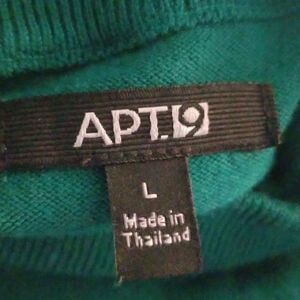 APT.9
L
Made in
Thailand